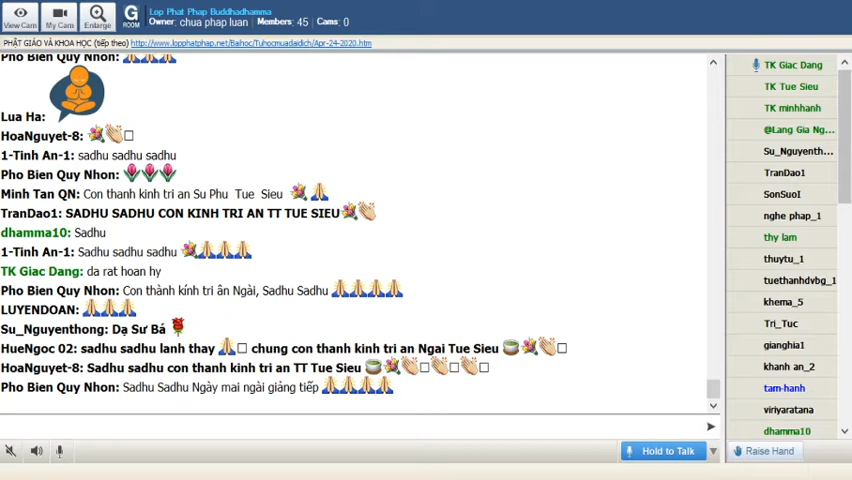 Lop Phat Phap Buddhadhamma
Owner: chua phap luan Members: 45 Cams: 0
View Cam
My Cam
Enlarge
G
ROOM
PHẬT GIÁO VÀ KHOA HỌC (tiếp theo) http://www.lopphatphap.net/Baihoc/Tuhocmuadaidich/Apr-24-2020.htm
Pho Bien Quy Nhon:
Lua Ha:
HoaNguyet-8:
1-Tinh An-1: sadhu sadhu sadhu
Pho Bien Quy Nhon:
Minh Tan QN: Con thanh kinh tri an Su Phu Tue Sieu
TranDao1: SADHU SADHU CON KINH TRI AN TT TUE SIEU
dhamma10: Sadhu
1-Tinh An-1: Sadhu sadhu sadhu
TK Giac Dang: da rat hoan hy
Pho Bien Quy Nhon: Con thành kính tri ân Ngài, Sadhu Sadhu
LUYENDOAN:
Su_Nguyenthong: Dạ Sư Bá
HueNgoc 02: sadhu sadhu lanh thay chung con thanh kinh tri an Ngai Tue Sieu
HoaNguyet-8: Sadhu sadhu con thanh kinh tri an TT Tue Sieu
Pho Bien Quy Nhon: Sadhu Sadhu Ngày mai ngài giảng tiếp
TK Giac Dang
TK Tue Sieu
TK minhhanh
@Lang Gia Ng...
Su_Nguyenth...
TranDao1
SonSuoI
nghe phap_1
thy lam
thuytu_1
tuethanhdvbg_1
khema_5
Tri_Tuc
gianghia1
khanh an_2
tam-hanh
viriyaratana
dhamma10
Hold to Talk
Raise Hand